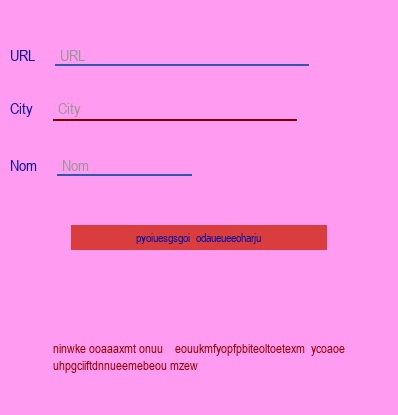 URL URL
City City
Nom Nom
pyoiuesgsgoi odaueueeoharju
ninwke ooaaaxmt onuu eouukmfyopfpbiteoltoetexm ycoaoe
uhpgciiftdnnueemebeou mzew